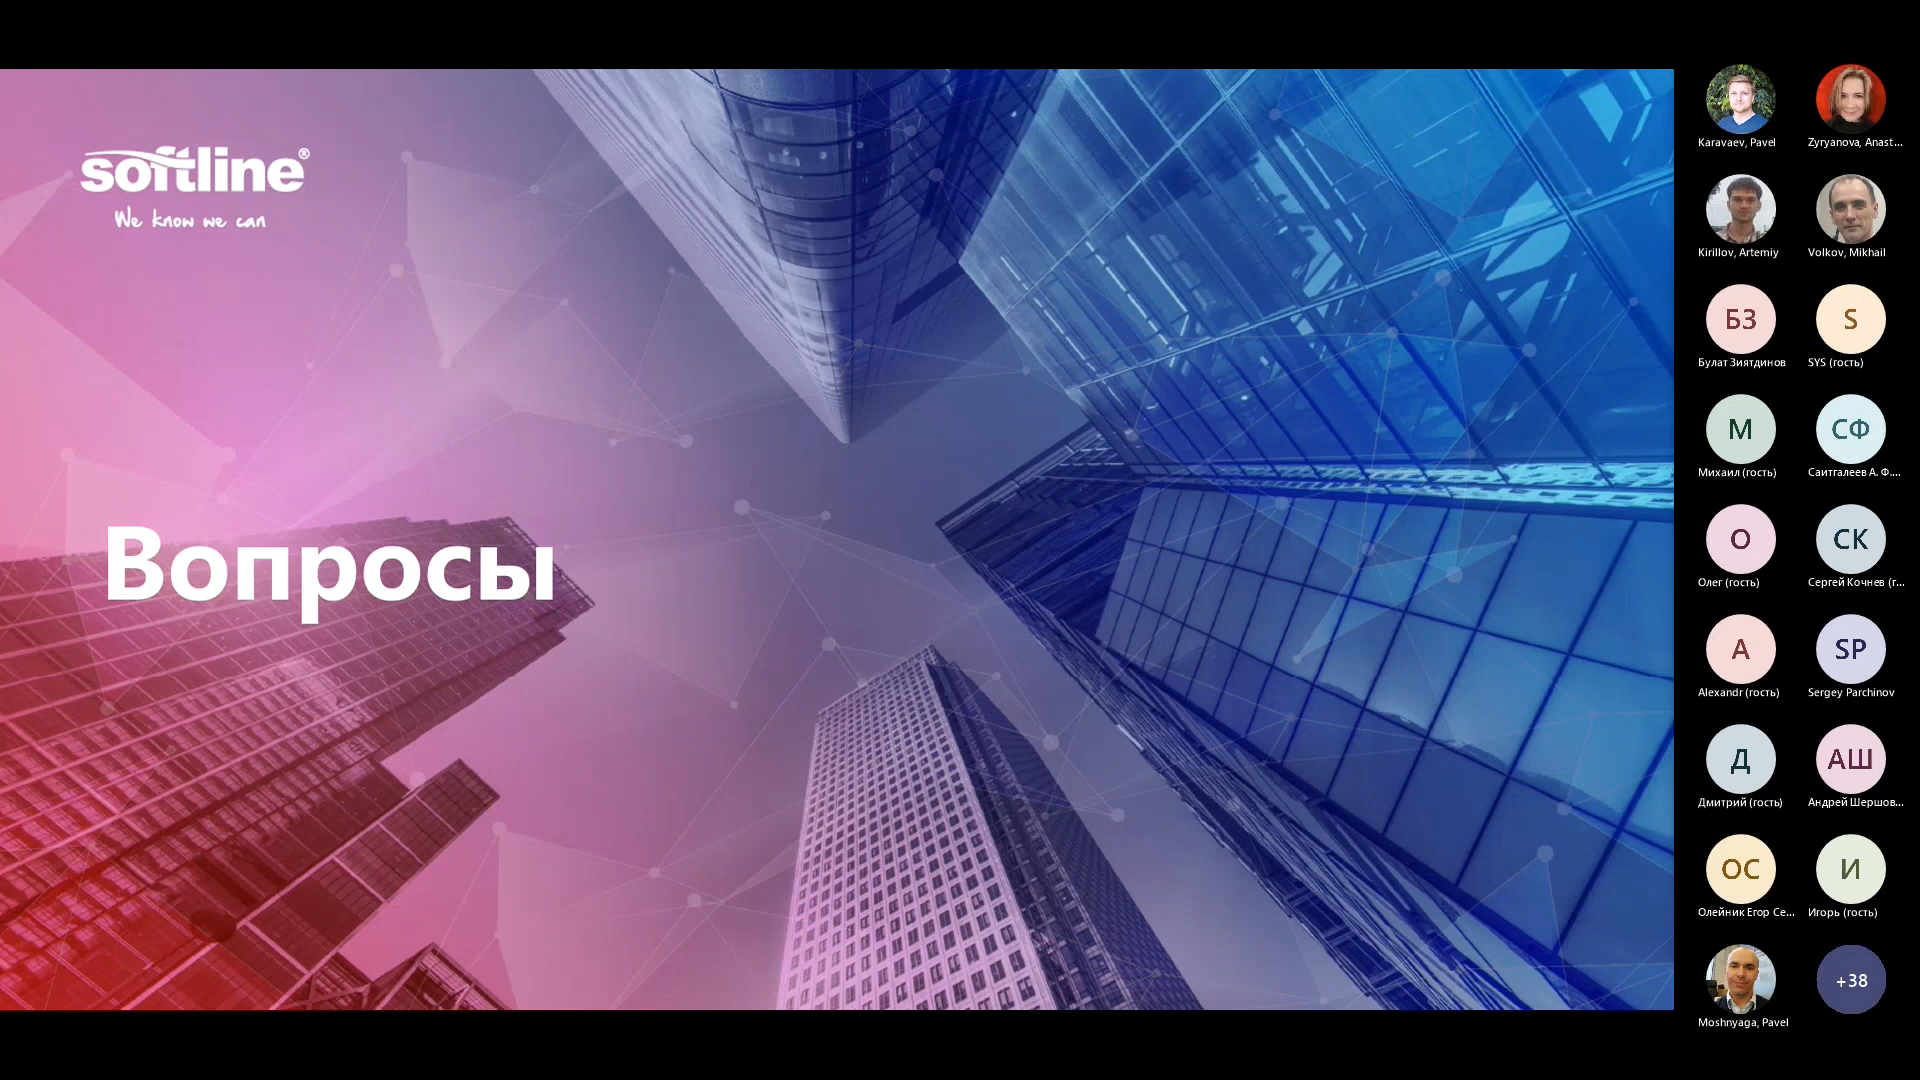 softline®
We know we can
Вопросы
Karavaev, Pavel
Zyryanova, Anast...
Kirillov, Artemiy
Volkov, Mikhail
БЗ
S
Булат Зиятдинов
SYS (гость)
М
СФ
Михаил (гость)
Саитгалеев А. Ф....
О
СК
Олег (гость)
Сергей Кочнев (г...
A
SP
Alexandr (гость)
Sergey Parchinov
Д
АШ
Дмитрий (гость)
Андрей Шершов...
ОС
И
Олейник Егор Се...
Игорь (гость)
+38
Moshnyaga, Pavel